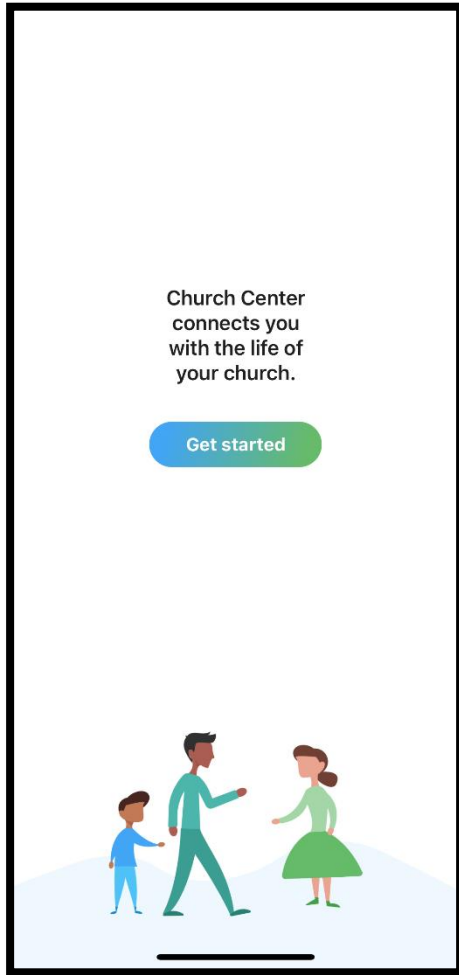 Church Center
connects you
with the life of
your church.
Get started